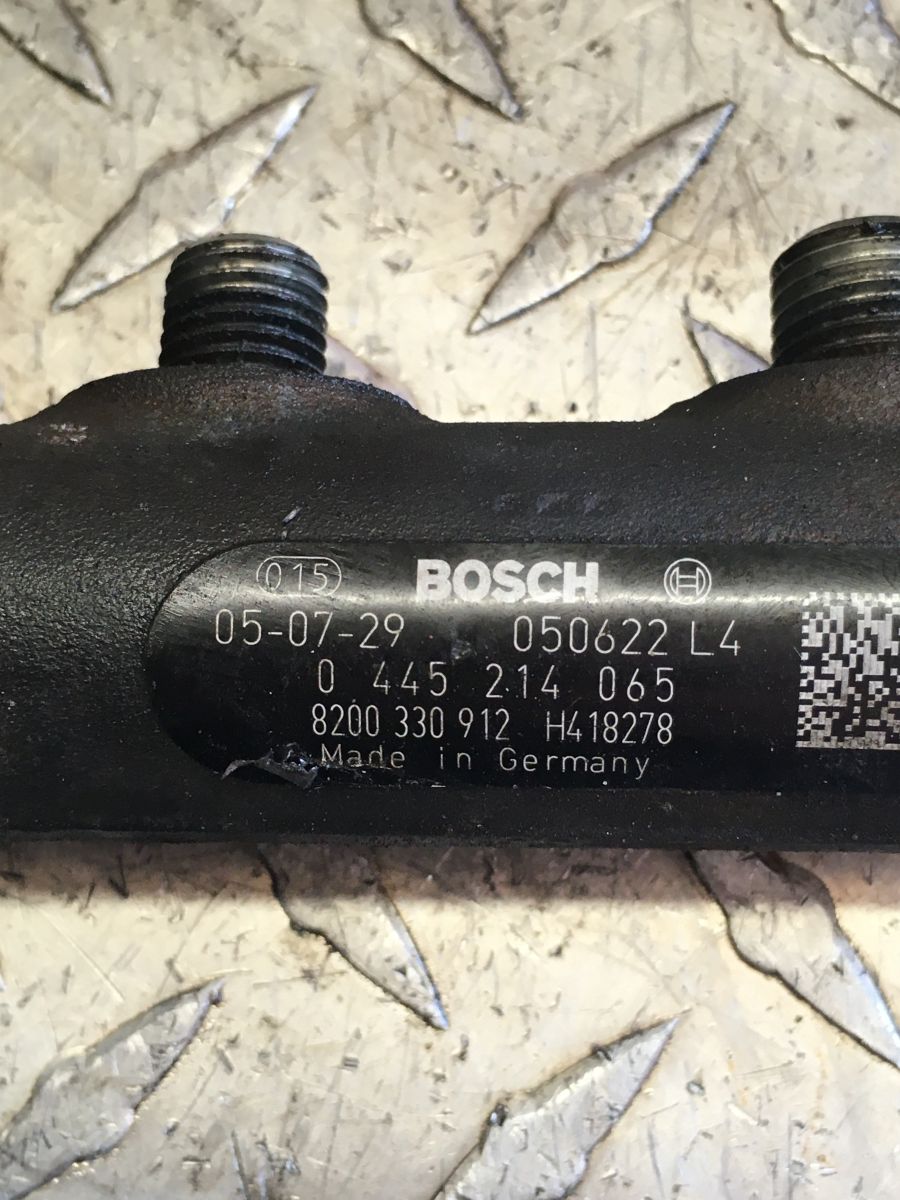 015 BOSCH H
05-07-29 050622 L4
0 445 214 065
8200 330 912 H418278
Made in Germany